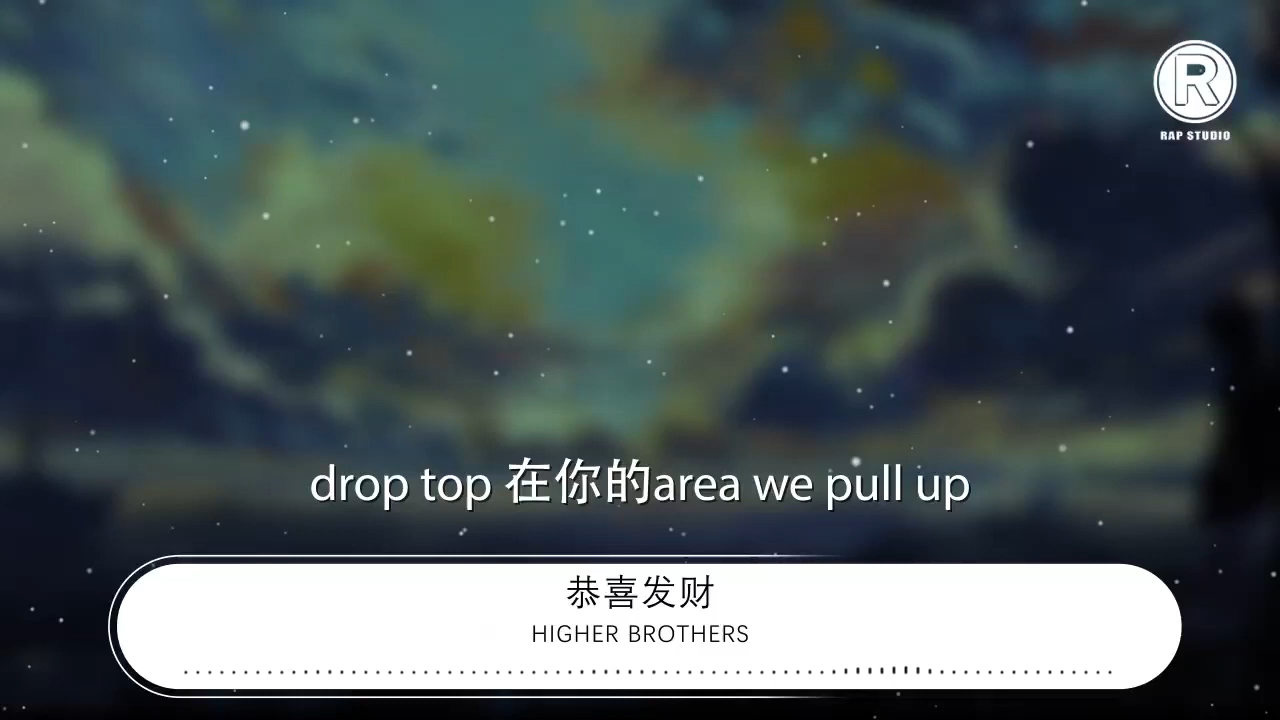 R
RAP STUDIO
drop top 在你的area we pull up
恭喜发财
HIGHER BROTHERS